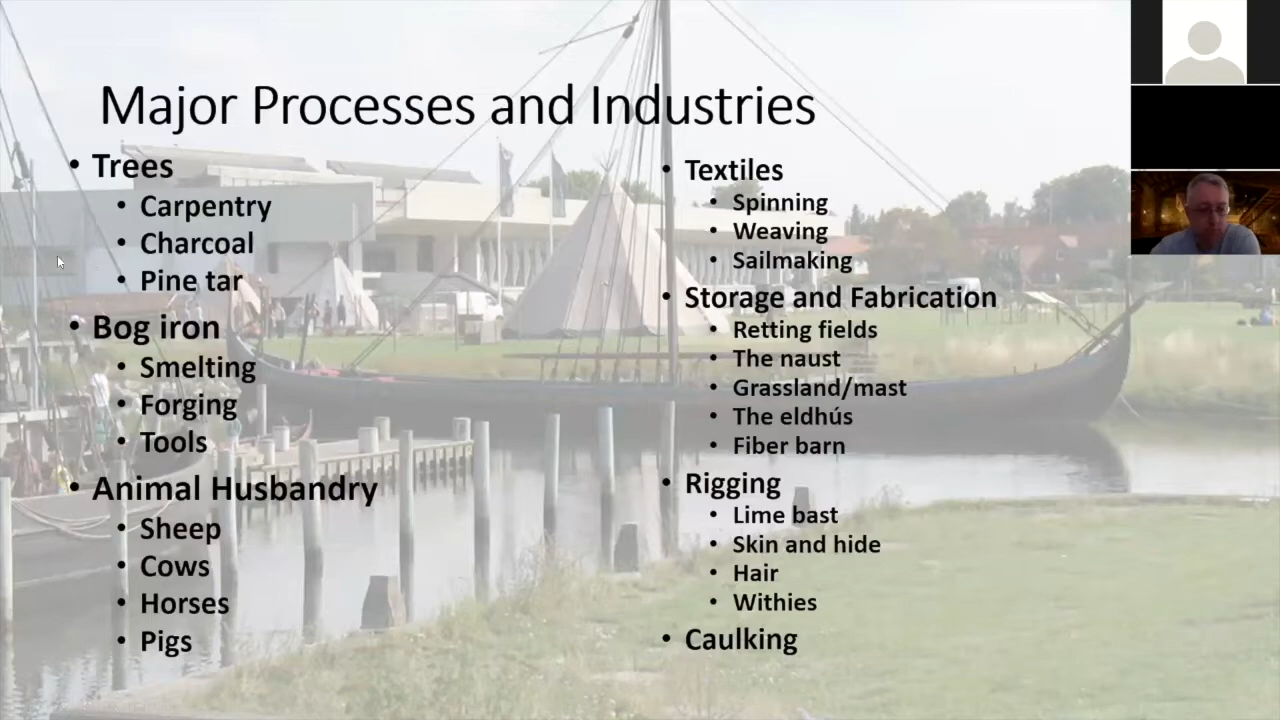 Major Processes and Industries
• Trees
• Carpentry
• Charcoal
• Pine tar
• Bog iron
• Smelting
• Forging
• Tools
• Animal Husbandry
• Sheep
• Cows
• Horses
• Pigs
• Textiles
• Spinning
• Weaving
• Sailmaking
• Storage and Fabrication
• Retting fields
• The naust
• Grassland/mast
• The eldhús
• Fiber barn
• Rigging
• Lime bast
• Skin and hide
• Hair
• Withies
• Caulking